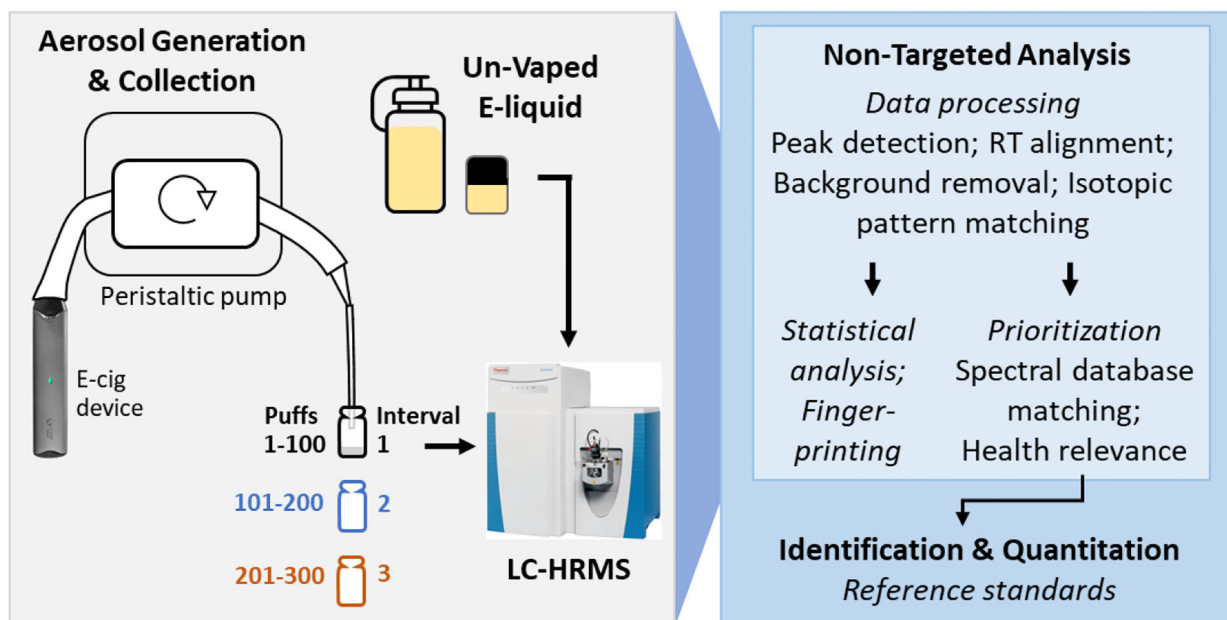 Aerosol Generation
& Collection
Un-Vaped
E-liquid
Peristaltic pump
E-cig
device
Puffs Interval
1-100 1
101-200 2
201-300 3
LC-HRMS
Non-Targeted Analysis
Data processing
Peak detection; RT alignment;
Background removal; Isotopic
pattern matching
Statistical
analysis;
Finger-
printing
Prioritization
Spectral database
matching;
Health relevance
Identification & Quantitation
Reference standards